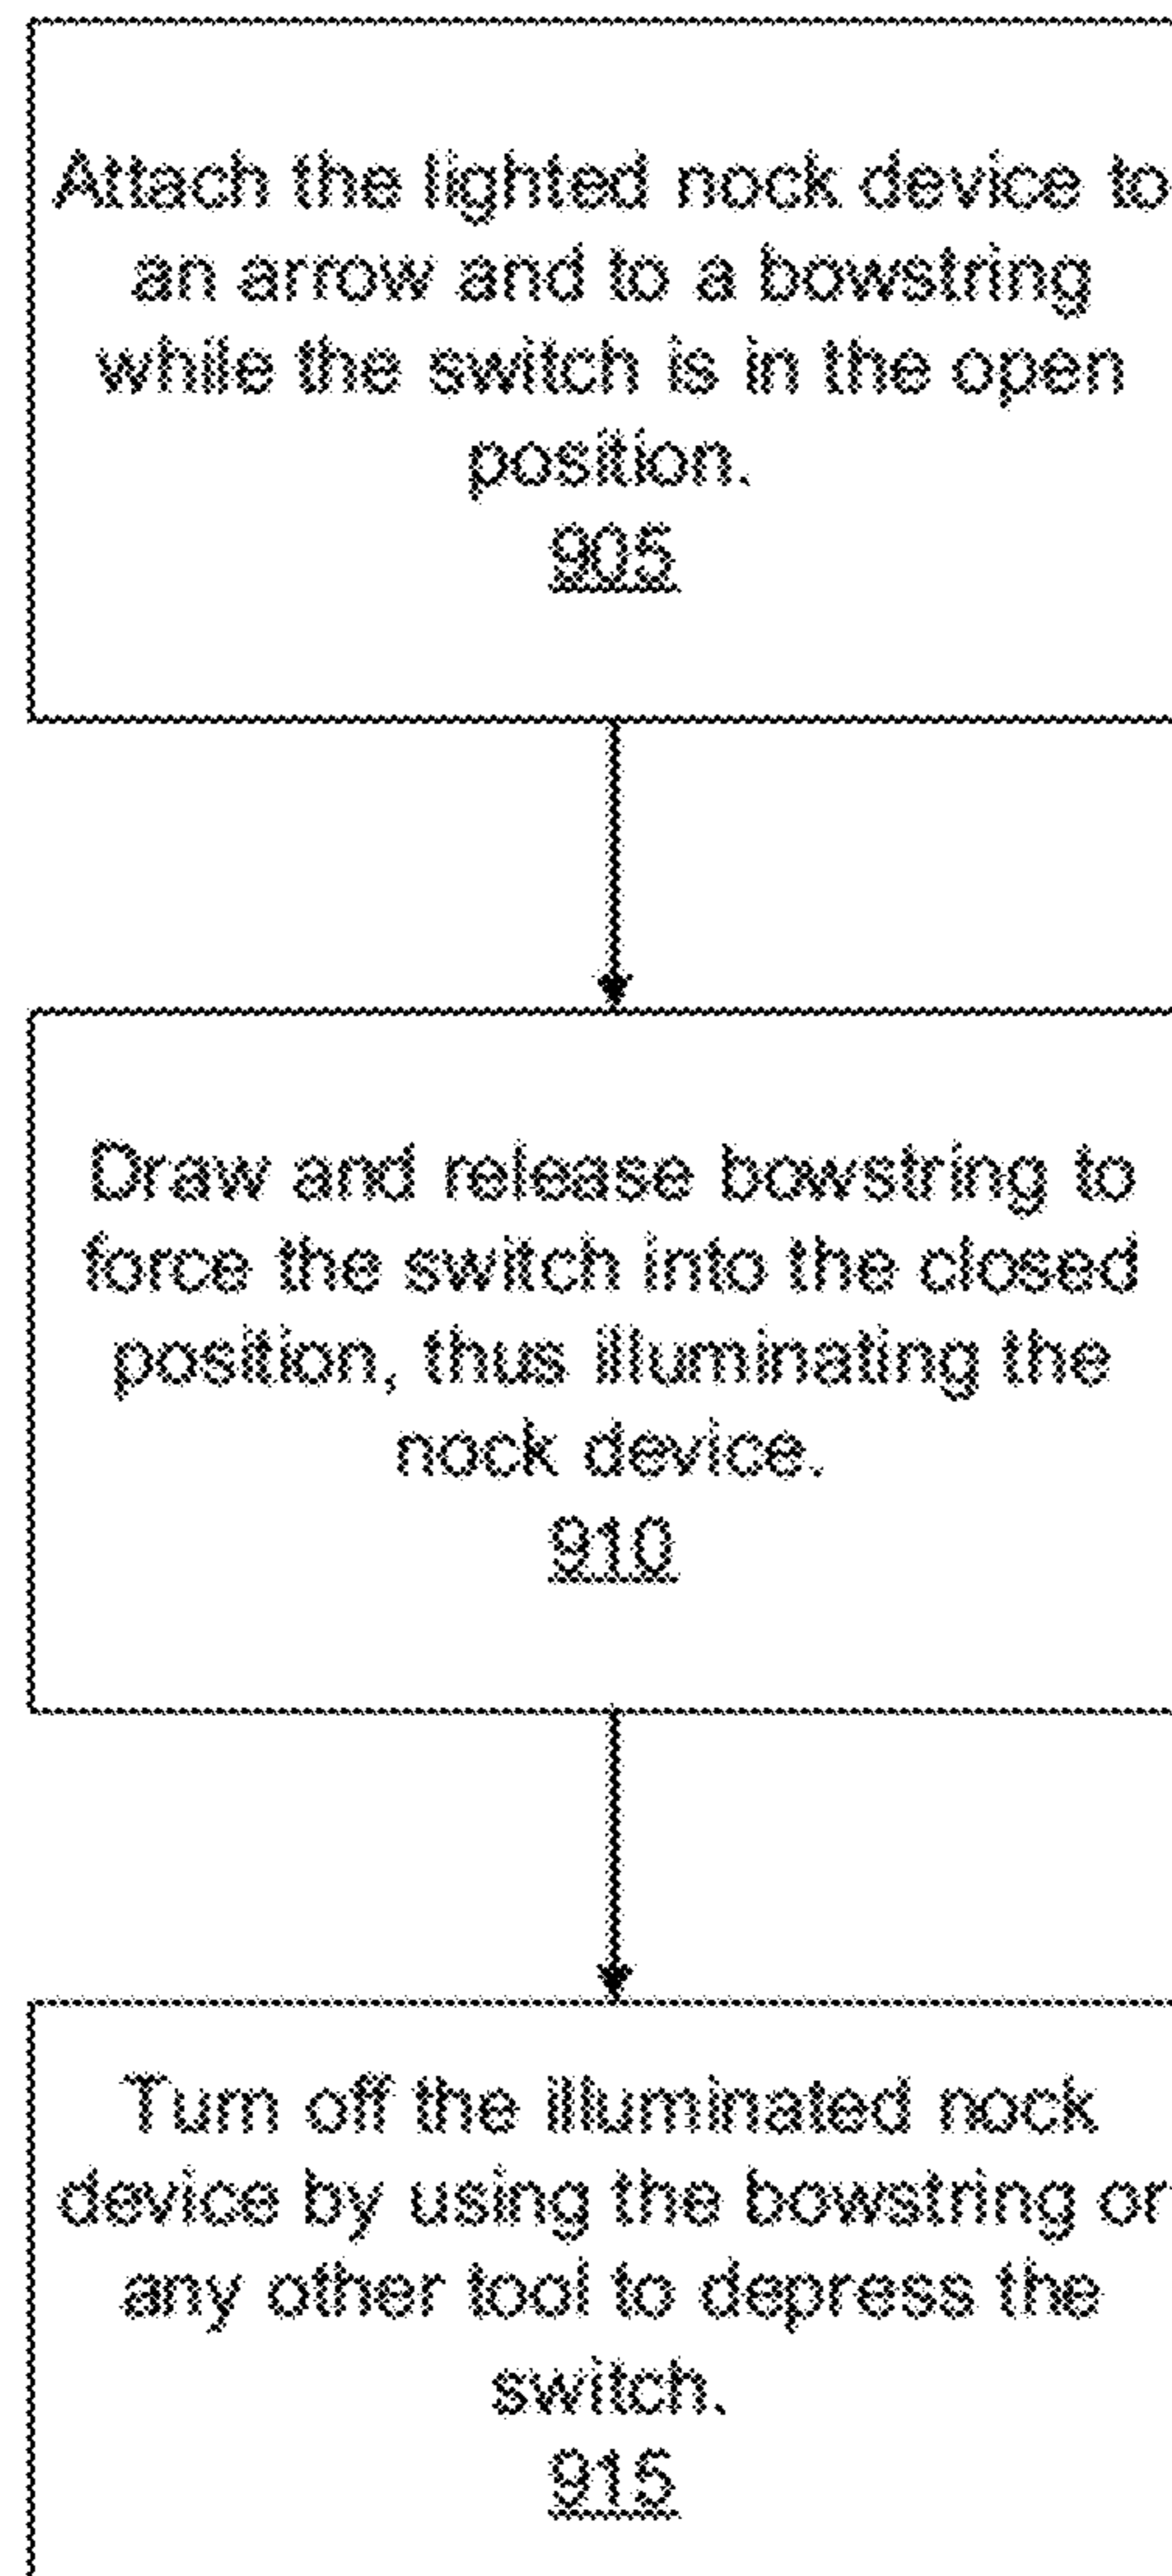 Attach the lighted nock device to
an arrow and to a bowstring
while the switch is in the open
position.
905
Draw and release bowstring to
force the switch into the closed
position, thus illuminating the
nock device.
910
Turn off the illuminated nock
device by using the bowstring or
any other tool to depress the
switch.
915